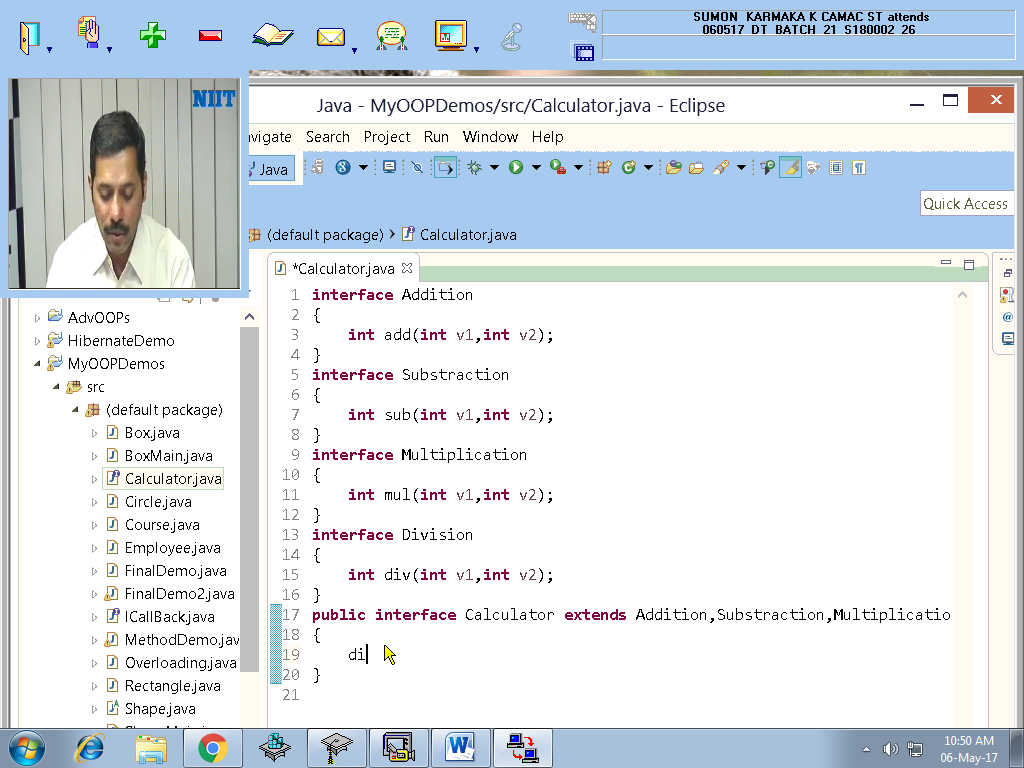 SUMON KARMAKA K CAMAC ST attends
060517 DT BATCH 21 S180002 26
NIIT
Java - MyOOPDemos/src/Calculator.java - Eclipse
vigate Search Project Run Window Help
Java
Quick Access
(default package) Calculator.java
*Calculator.java
AdvOOPs
HibernateDemo
MyOOPDemos
src
(default package)
Box.java
BoxMain.java
Calculator.java
Circle.java
Course.java
Employee.java
FinalDemo.java
FinalDemo2.java
ICallBack.java
MethodDemo.jav
Overloading.java
Rectangle.java
Shape.java
1 interface Addition
2 {
3 int add(int v1,int v2);
4 }
5 interface Substraction
6 {
7 int sub(int v1,int v2);
8 }
9 interface Multiplication
10 {
11 int mul(int v1,int v2);
12 }
13 interface Division
14 {
15 int div(int v1,int v2);
16 }
17 public interface Calculator extends Addition,Substraction,Multiplicatio
18 {
19 di
20 }
21
10:50 AM
06-May-17